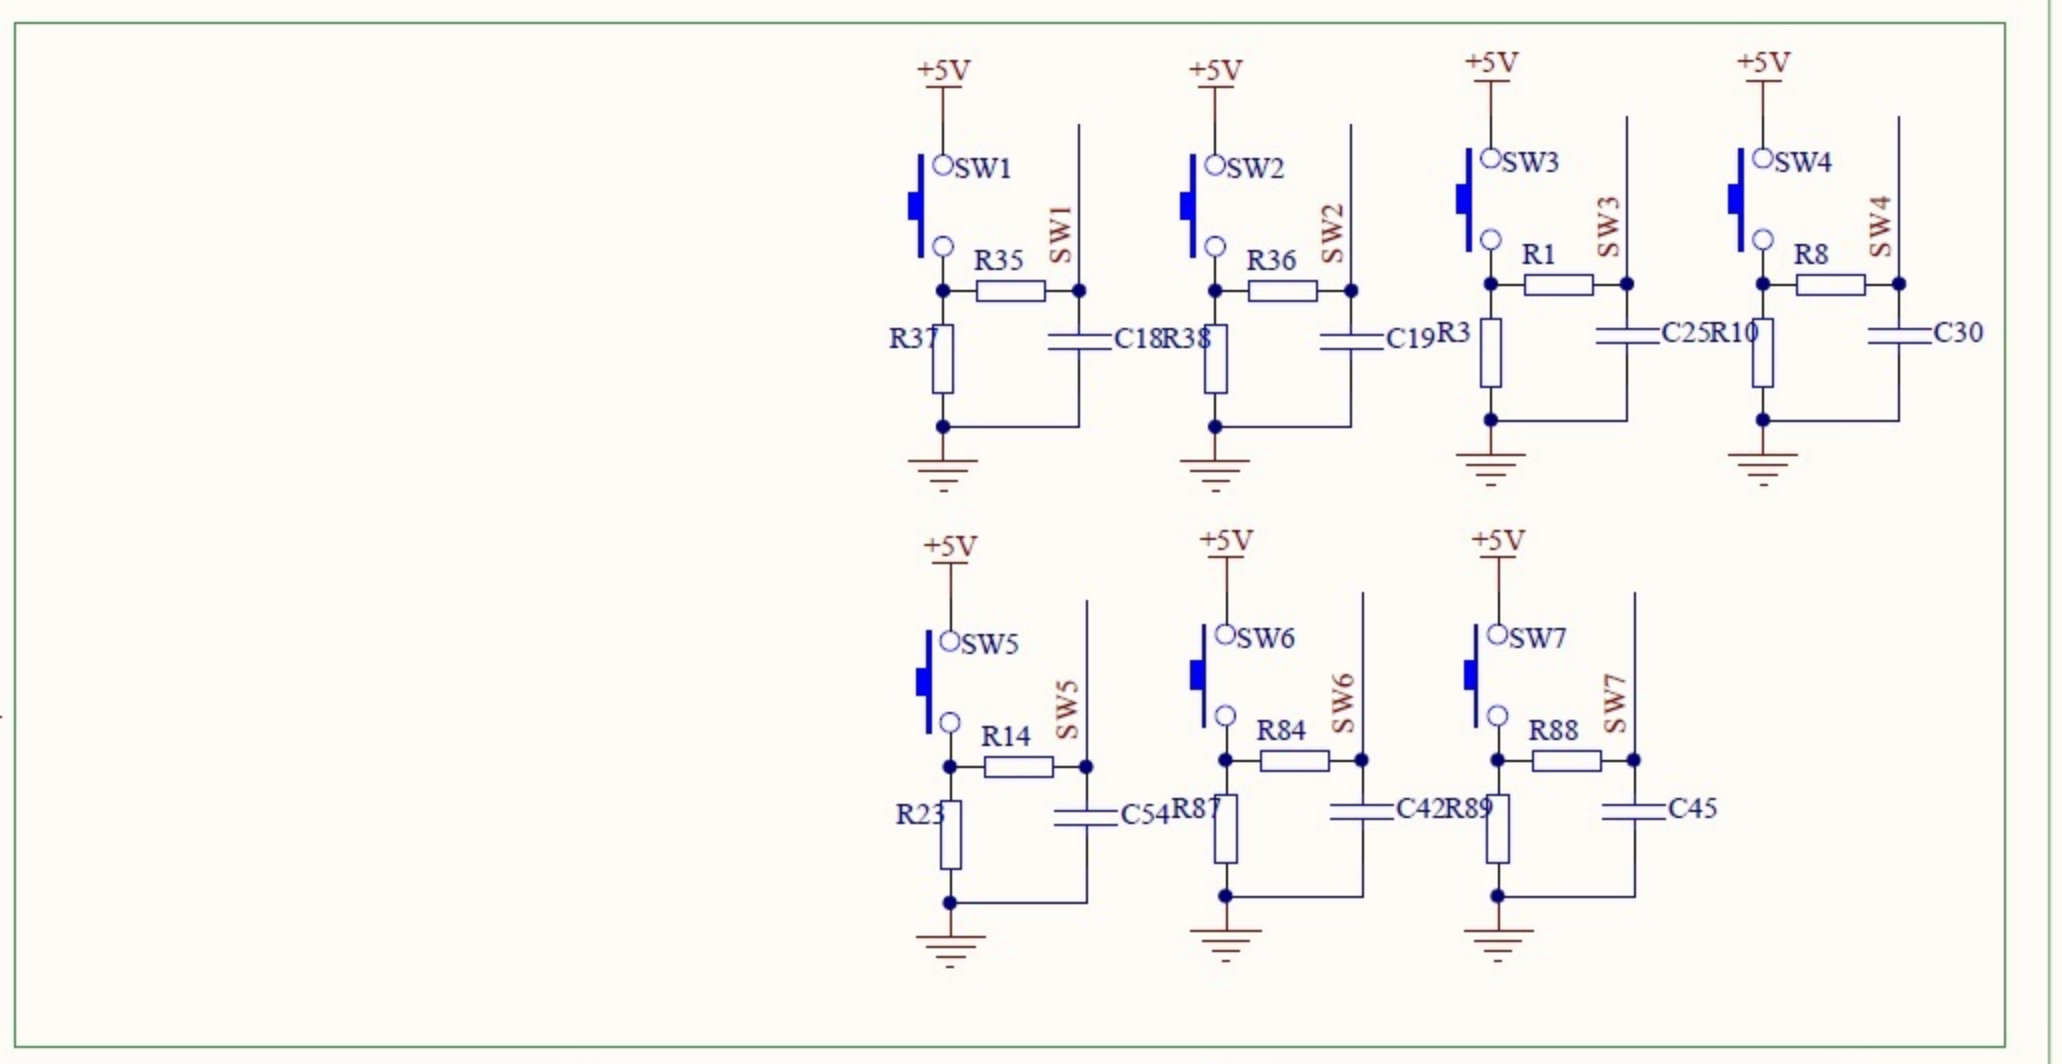 +5V +5V +5V +5V
SW1 SW2 SW3 SW4
SW1 SW2 SW3 SW4
R35 R36 R1 R8
R37 C18 R38 C19 R3 C25 R10 C30
+5V +5V +5V
SW5 SW6 SW7
SW5 SW6 SW7
R14 R84 R88
R23 C54 R87 C42 R89 C45